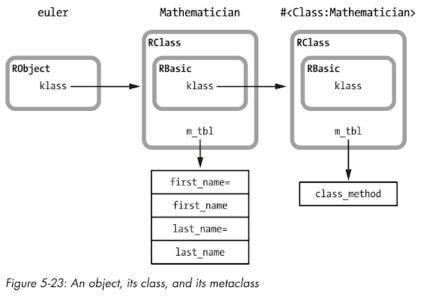 euler
Mathematician
#<Class:Mathematician>
RObject
klass
RClass
RBasic
klass
m_tbl
first_name=
first_name
last_name=
last_name
RClass
RBasic
klass
m_tbl
class_method
Figure 5-23: An object, its class, and its metaclass